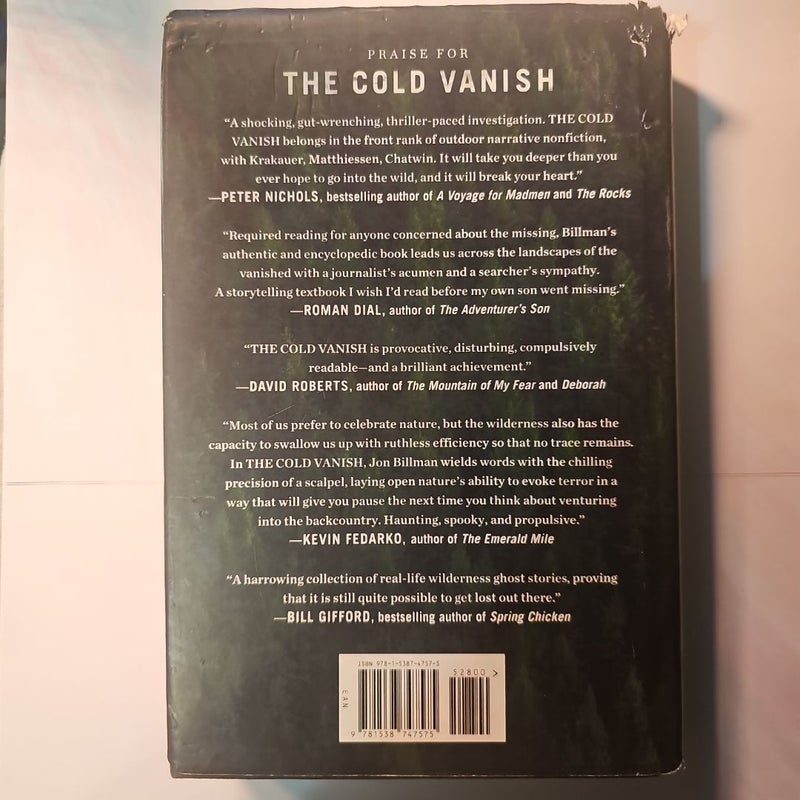 PRAISE FOR
THE COLD VANISH
“A shocking, gut-wrenching, thriller-paced investigation. THE COLD
VANISH belongs in the front rank of outdoor narrative nonfiction,
with Krakauer, Matthiessen, Chatwin. It will take you deeper than you
ever hope to go into the wild, and it will break your heart.”
—PETER NICHOLS, bestselling author of A Voyage for Madmen and The Rocks
“Required reading for anyone concerned about the missing, Billman’s
authentic and encyclopedic book leads us across the landscapes of the
vanished with a journalist’s acumen and a searcher’s sympathy.
A storytelling textbook I wish I’d read before my own son went missing.”
—ROMAN DIAL, author of The Adventurer’s Son
“THE COLD VANISH is provocative, disturbing, compulsively
readable—and a brilliant achievement.”
—DAVID ROBERTS, author of The Mountain of My Fear and Deborah
“Most of us prefer to celebrate nature, but the wilderness also has the
capacity to swallow us up with ruthless efficiency so that no trace remains.
In THE COLD VANISH, Jon Billman wields words with the chilling
precision of a scalpel, laying open nature’s ability to evoke terror in a
way that will give you pause the next time you think about venturing
into the backcountry. Haunting, spooky, and propulsive.”
—KEVIN FEDARKO, author of The Emerald Mile
“A harrowing collection of real-life wilderness ghost stories, proving
that it is still quite possible to get lost out there.”
—BILL GIFFORD, bestselling author of Spring Chicken
ISBN 978-1-5387-4757-5
52800 >
EAN
9 781538 747575